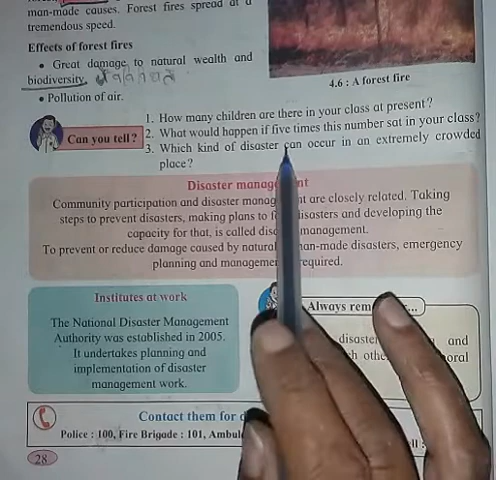 man-made causes. Forest fires spread at a
tremendous speed.
Effects of forest fires
• Great damage to natural wealth and
biodiversity.
• Pollution of air.
4.6 : A forest fire
Can you tell?
1. How many children are there in your class at present?
2. What would happen if five times this number sat in your class?
3. Which kind of disaster can occur in an extremely crowded
place?
Disaster manag nt
Community participation and disaster manag nt are closely related. Taking
steps to prevent disasters, making plans to f disasters and developing the
capacity for that, is called dis management.
To prevent or reduce damage caused by natural man-made disasters, emergency
planning and manageme required.
Institutes at work
The National Disaster Management
Authority was established in 2005.
It undertakes planning and
implementation of disaster
management work.
Always rem
disaster and
oral
Contact them for
Police : 100, Fire Brigade : 101, Ambul
28